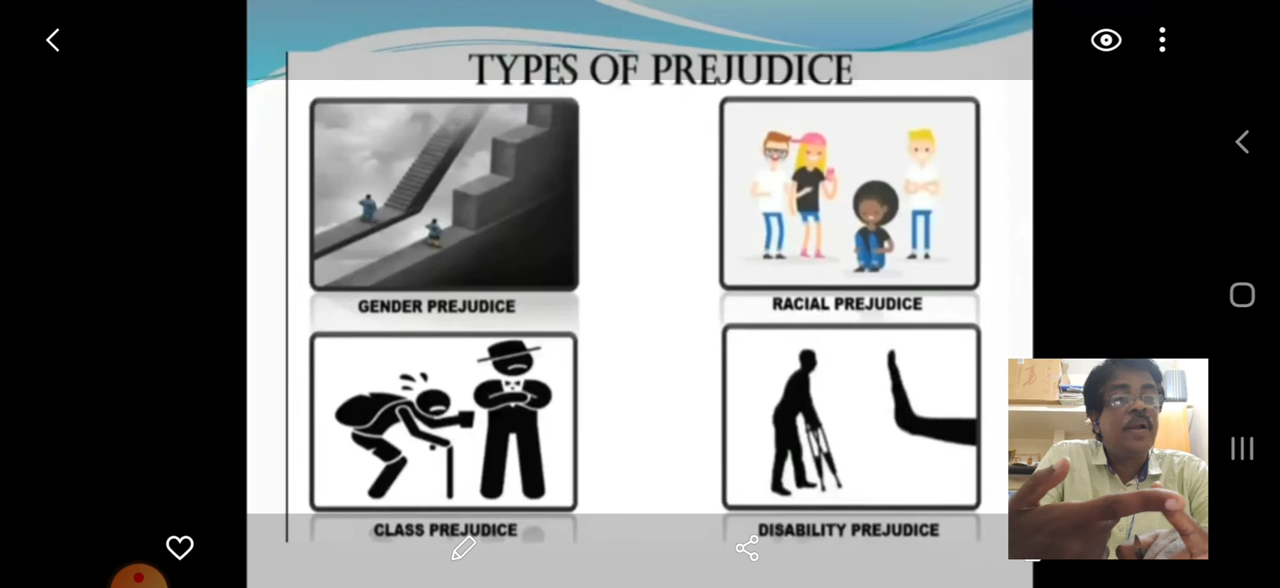 TYPES OF PREJUDICE
GENDER PREJUDICE
RACIAL PREJUDICE
CLASS PREJUDICE
DISABILITY PREJUDICE